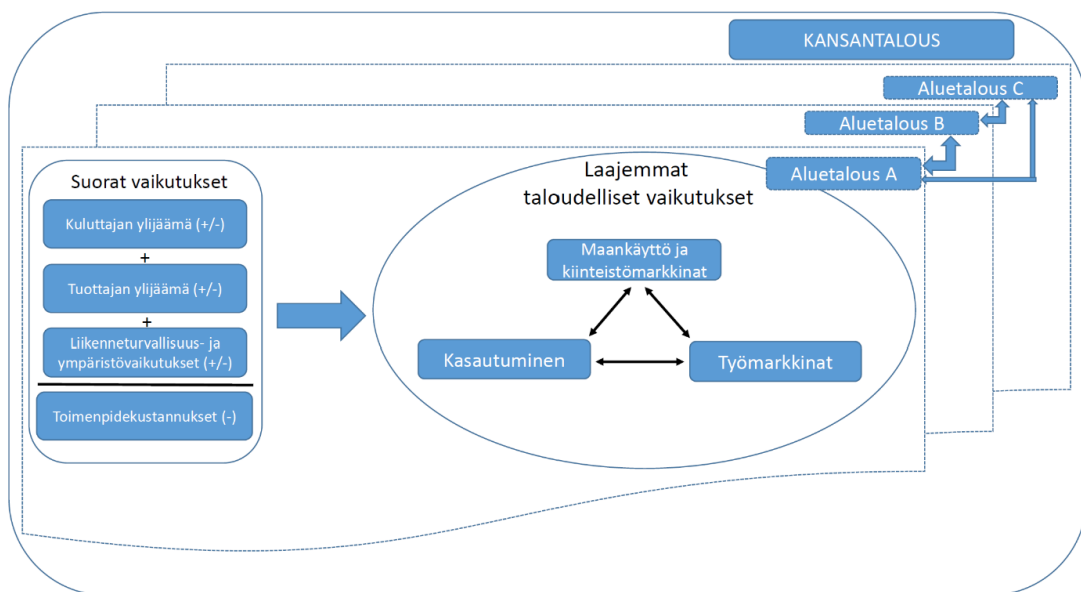 KANSANTALOUS
Aluetalous C
Aluetalous B
Aluetalous A
Suorat vaikutukset
Kuluttajan ylijäämä (+/-)
+
Tuottajan ylijäämä (+/-)
+
Liikenneturvallisuus- ja
ympäristövaikutukset (+/-)
Toimenpidekustannukset (-)
Laajemmat
taloudelliset vaikutukset
Maankäyttö ja
kiinteistömarkkinat
Kasautuminen
Työmarkkinat